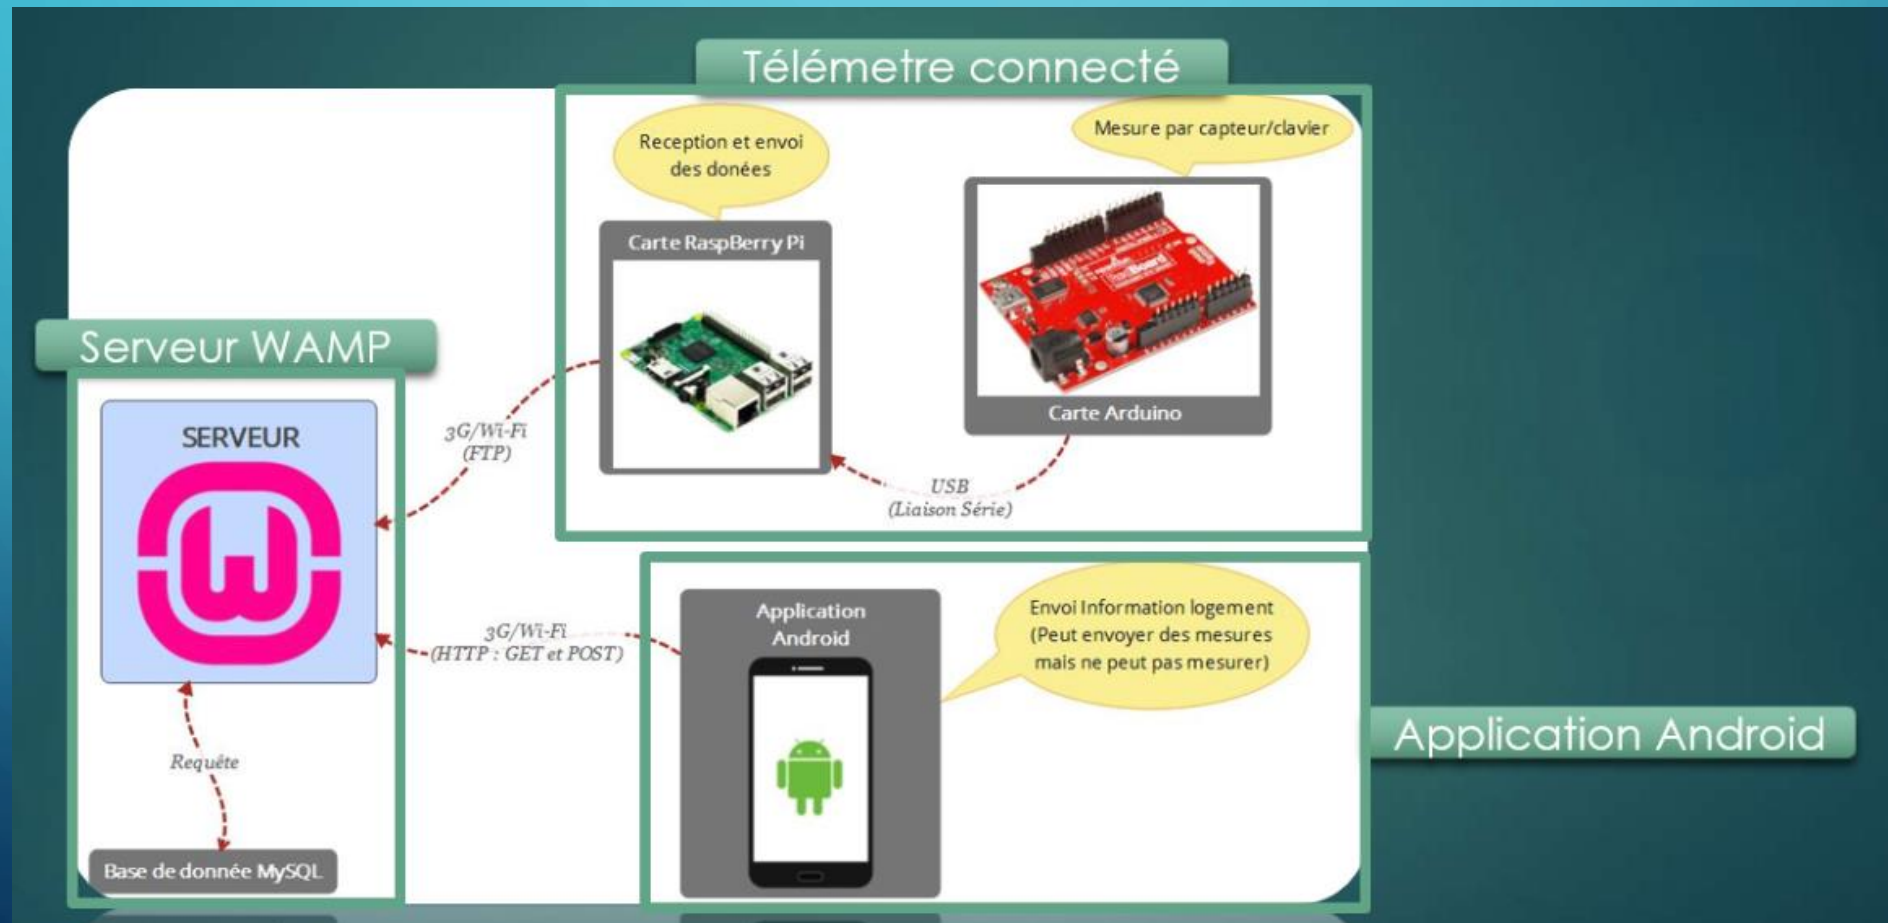 Télémetre connecté
Reception et envoi
des donées
Mesure par capteur/clavier
Carte RaspBerry Pi
Carte Arduino
USB
(Liaison Série)
3G/Wi-Fi
(FTP)
Serveur WAMP
SERVEUR
W
3G/Wi-Fi
(HTTP : GET et POST)
Requête
Base de donnée MySQL
Application
Android
Envoi Information logement
(Peut envoyer des mesures
mais ne peut pas mesurer)
Application Android